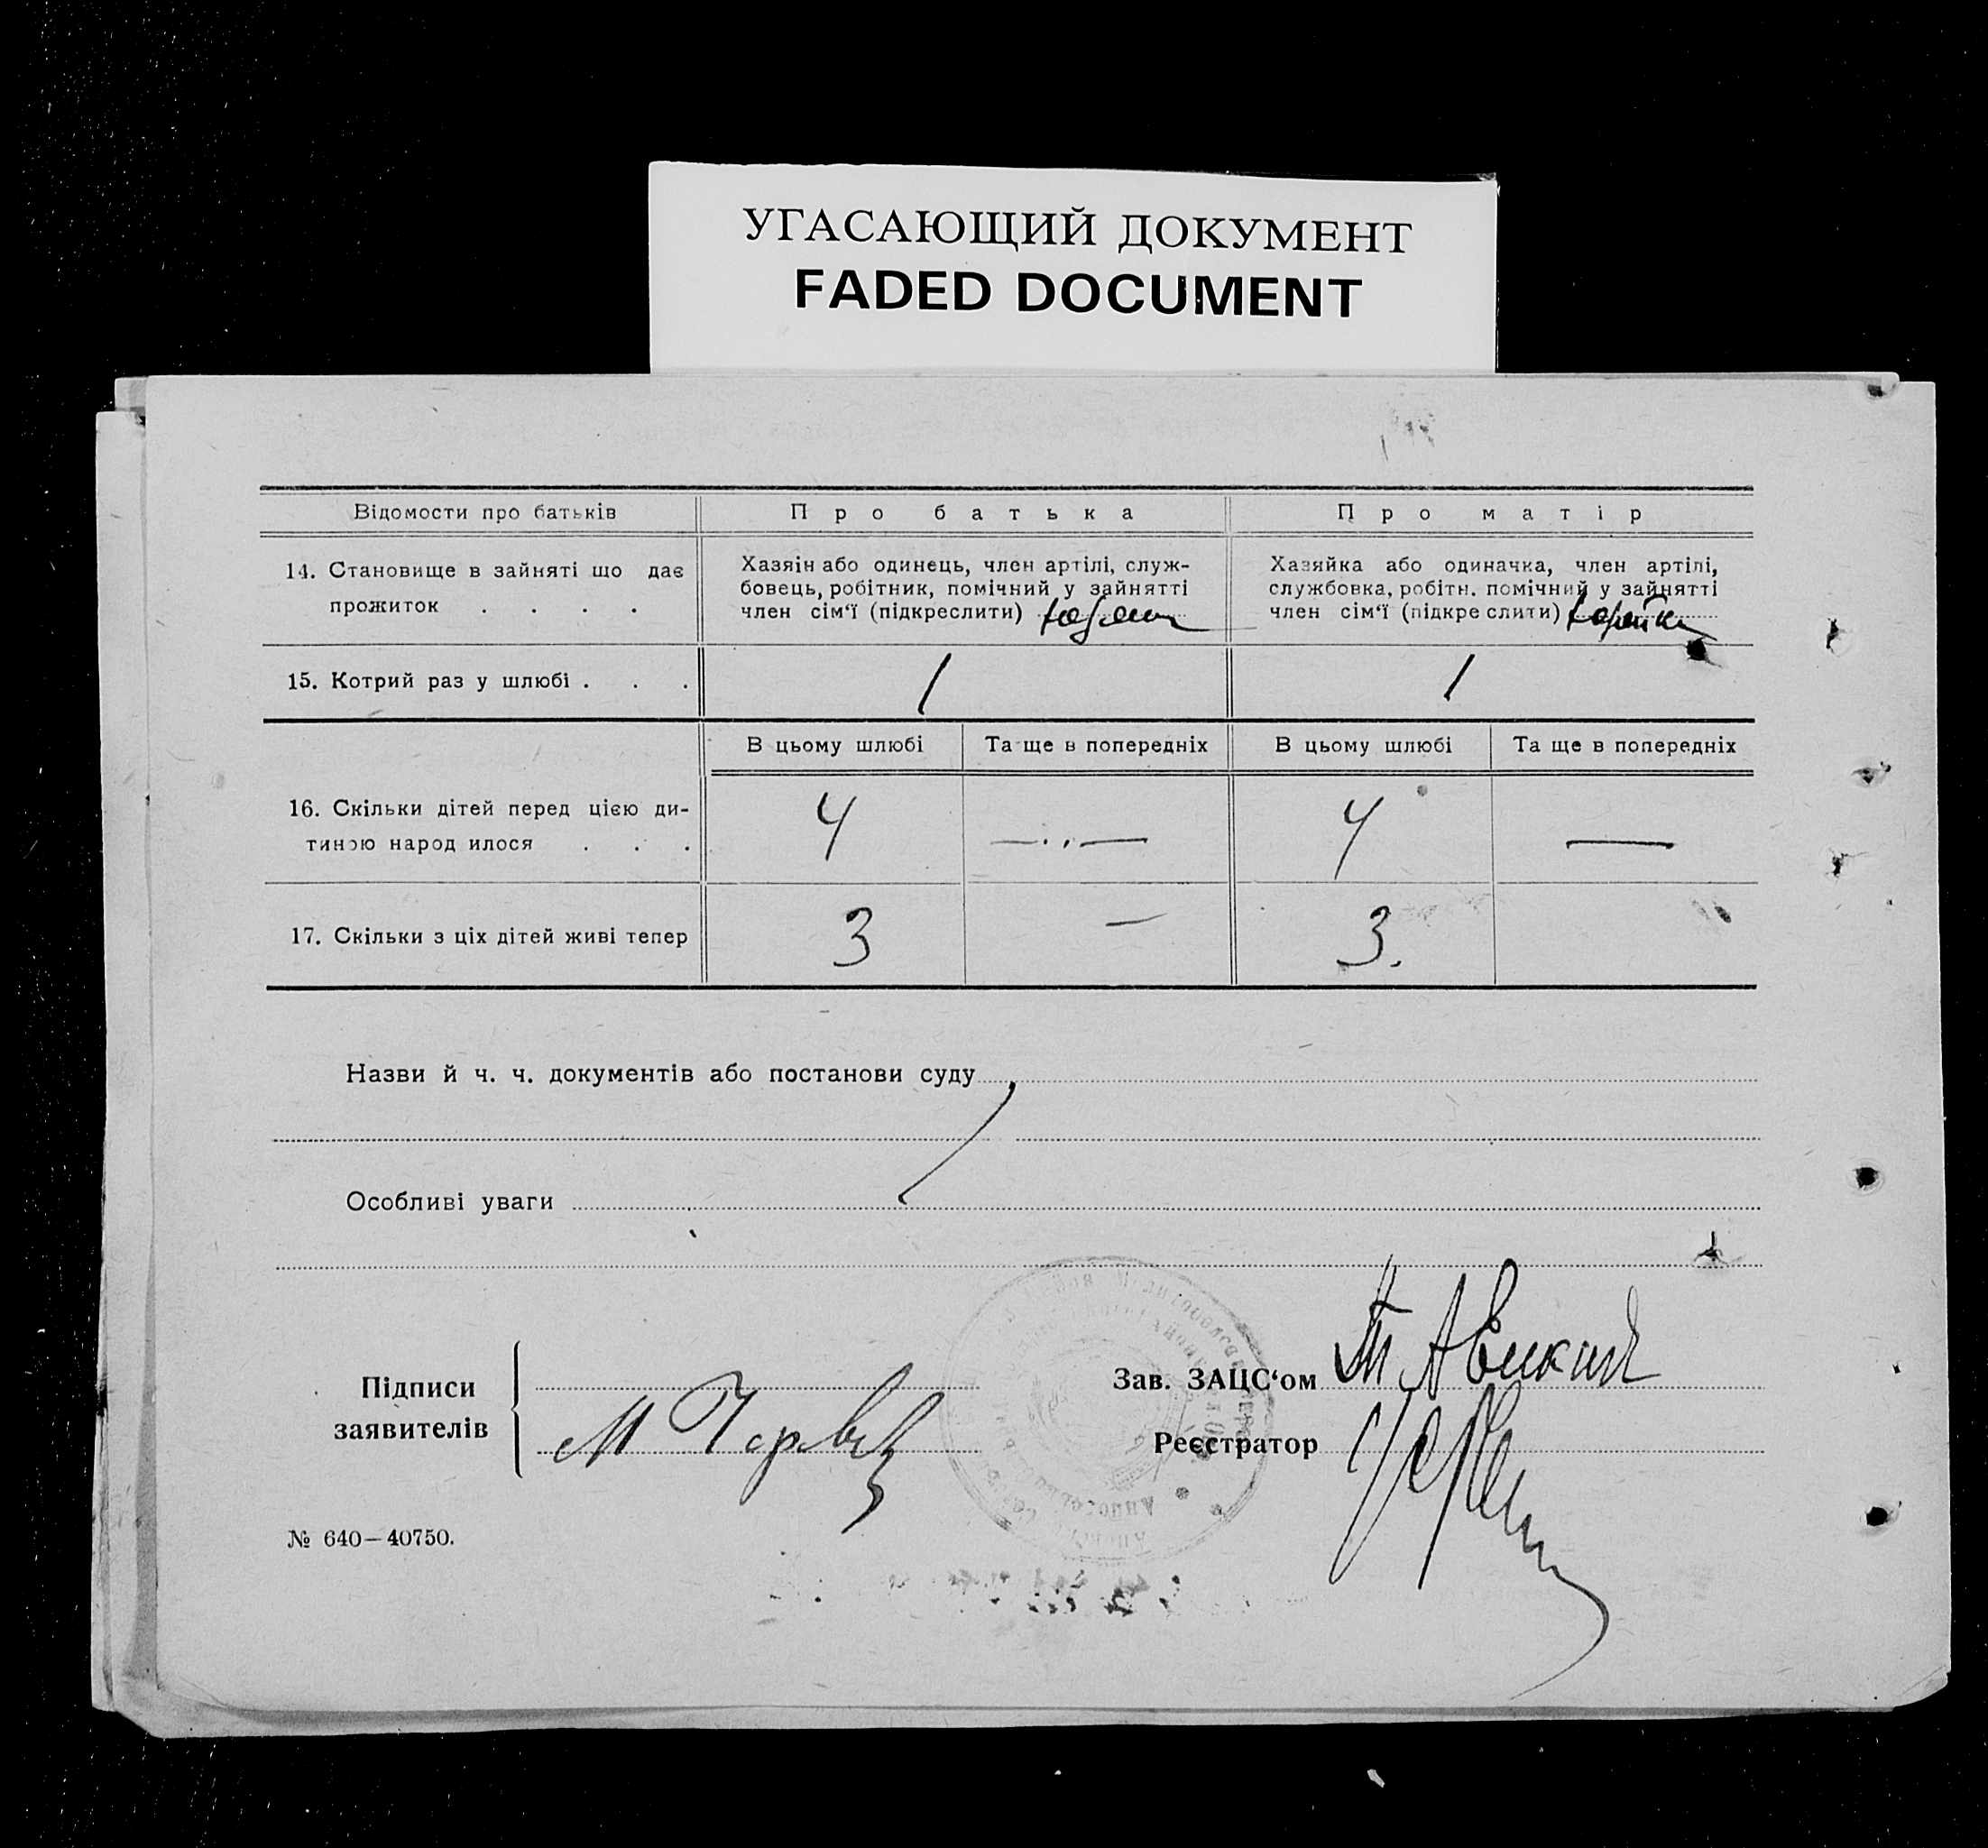 УГАСАЮЩИЙ ДОКУМЕНТ
FADED DOCUMENT
Відомости про батьків
Про батька
Про матір
14. Становище в зайняті що дає
прожиток . . . .
Хазяін або одинець, член артілі, служ-
бовець, робітник, помічний у зайнятті
член сім‘ї (підкреслити)
Хазяйка або одиначка, член артілі,
службовка, робітн. помічний у зайнятті
член сім‘ї (підкреслити)
15. Котрий раз у шлюбі . . .
1
1
В цьому шлюбі
Та ще в попередніх
В цьому шлюбі
Та ще в попередніх
16. Скільки дітей перед цією ди-
тиною народилося . . .
4
—
4
—
17. Скільки з ціх дітей живі тепер
3
—
3.
Назви й ч. ч. документів або постанови суду
Особливі уваги
Підписи
заявителів
М
Зав. ЗАЦС‘ом
Реєстратор
№ 640—40750.